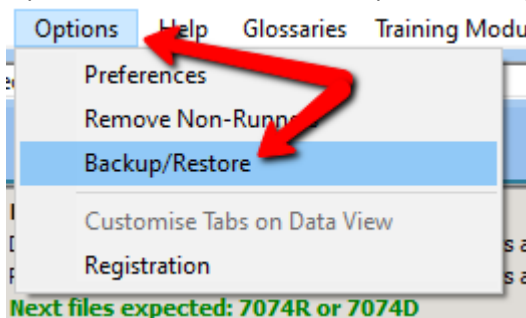 Options Help Glossaries Training Modu
Preferences
Remove Non-Runners
Backup/Restore
Customise Tabs on Data View
Registration
Next files expected: 7074R or 7074D